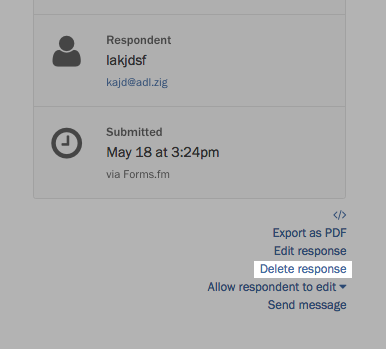 Respondent
lakjdsf
kajd@adl.zig
Submitted
May 18 at 3:24pm
via Forms.fm
</>
Export as PDF
Edit response
Delete response
Allow respondent to edit
Send message